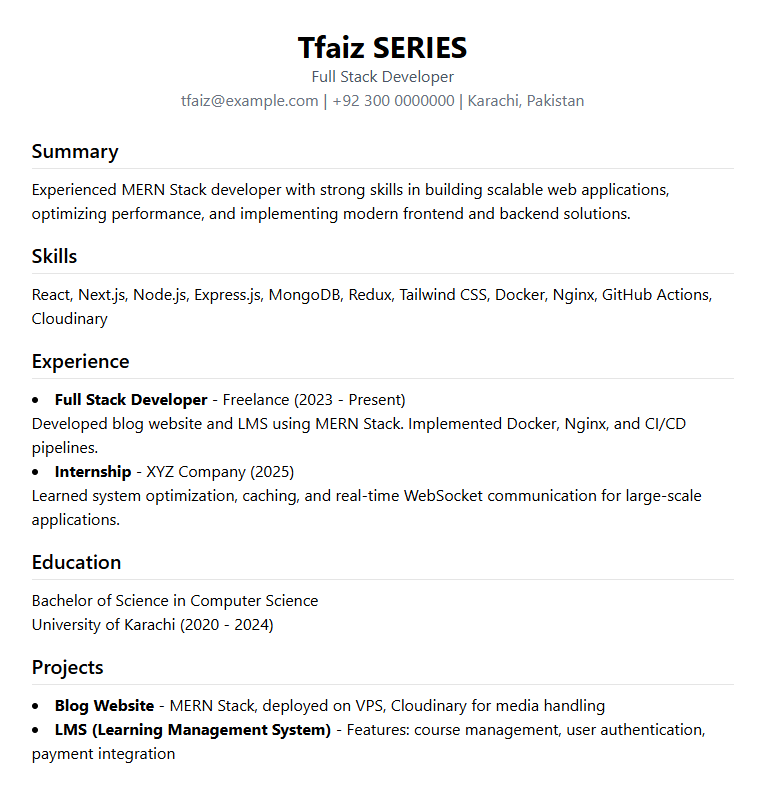 Tfaiz SERIES
Full Stack Developer
tfaiz@example.com | +92 300 0000000 | Karachi, Pakistan
Summary
Experienced MERN Stack developer with strong skills in building scalable web applications,
optimizing performance, and implementing modern frontend and backend solutions.
Skills
React, Next.js, Node.js, Express.js, MongoDB, Redux, Tailwind CSS, Docker, Nginx, GitHub Actions,
Cloudinary
Experience
• Full Stack Developer - Freelance (2023 - Present)
Developed blog website and LMS using MERN Stack. Implemented Docker, Nginx, and CI/CD
pipelines.
• Internship - XYZ Company (2025)
Learned system optimization, caching, and real-time WebSocket communication for large-scale
applications.
Education
Bachelor of Science in Computer Science
University of Karachi (2020 - 2024)
Projects
• Blog Website - MERN Stack, deployed on VPS, Cloudinary for media handling
• LMS (Learning Management System) - Features: course management, user authentication,
payment integration